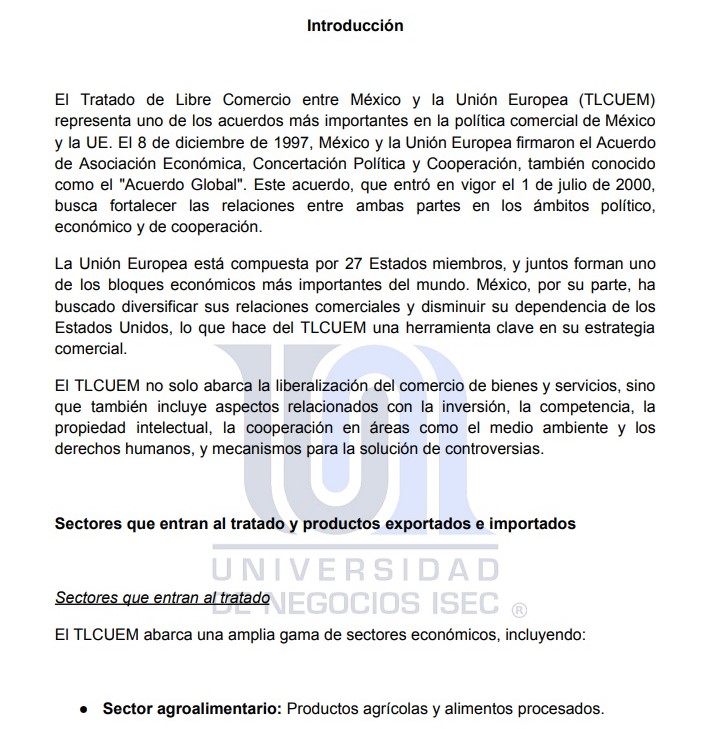 Introducción
El Tratado de Libre Comercio entre México y la Unión Europea (TLCUEM)
representa uno de los acuerdos más importantes en la política comercial de México
y la UE. El 8 de diciembre de 1997, México y la Unión Europea firmaron el Acuerdo
de Asociación Económica, Concertación Política y Cooperación, también conocido
como el "Acuerdo Global". Este acuerdo, que entró en vigor el 1 de julio de 2000,
busca fortalecer las relaciones entre ambas partes en los ámbitos político,
económico y de cooperación.
La Unión Europea está compuesta por 27 Estados miembros, y juntos forman uno
de los bloques económicos más importantes del mundo. México, por su parte, ha
buscado diversificar sus relaciones comerciales y disminuir su dependencia de los
Estados Unidos, lo que hace del TLCUEM una herramienta clave en su estrategia
comercial.
El TLCUEM no solo abarca la liberalización del comercio de bienes y servicios, sino
que también incluye aspectos relacionados con la inversión, la competencia, la
propiedad intelectual, la cooperación en áreas como el medio ambiente y los
derechos humanos, y mecanismos para la solución de controversias.
Sectores que entran al tratado y productos exportados e importados
UNIVERSIDAD
Sectores que entran al tratado
DE NEGOCIOS ISEC ®
El TLCUEM abarca una amplia gama de sectores económicos, incluyendo:
● Sector agroalimentario: Productos agrícolas y alimentos procesados.